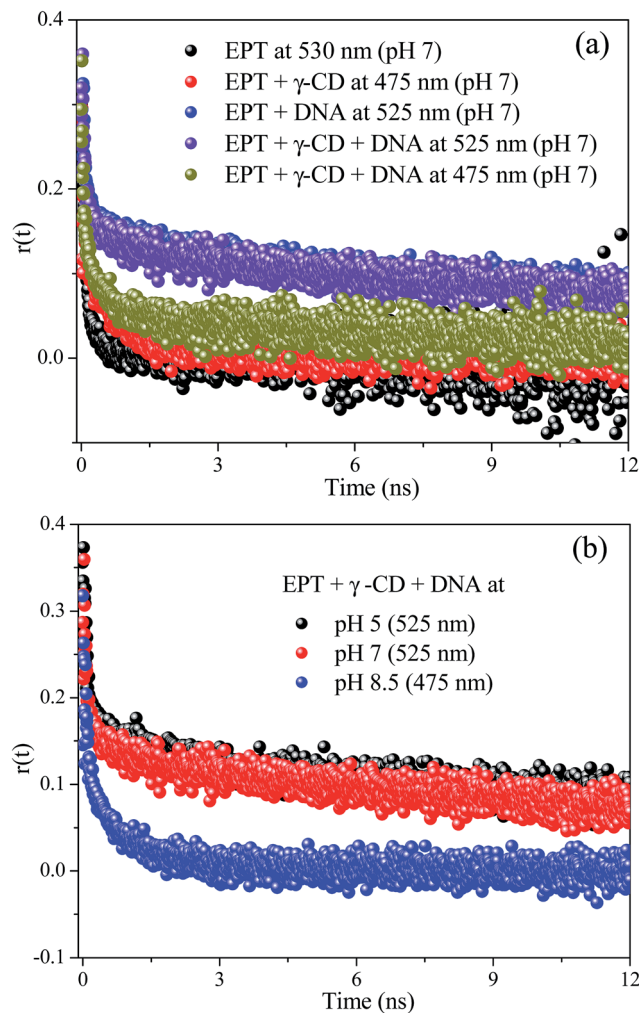 0.4
(a)
EPT at 530 nm (pH 7)
EPT + γ-CD at 475 nm (pH 7)
EPT + DNA at 525 nm (pH 7)
EPT + γ-CD + DNA at 525 nm (pH 7)
EPT + γ-CD + DNA at 475 nm (pH 7)
0.2
r(t)
0.0
0 3 6 9 12
Time (ns)
0.4
(b)
EPT + γ -CD + DNA at
pH 5 (525 nm)
pH 7 (525 nm)
pH 8.5 (475 nm)
0.3
0.2
r(t)
0.1
0.0
-0.1
0 3 6 9 12
Time (ns)